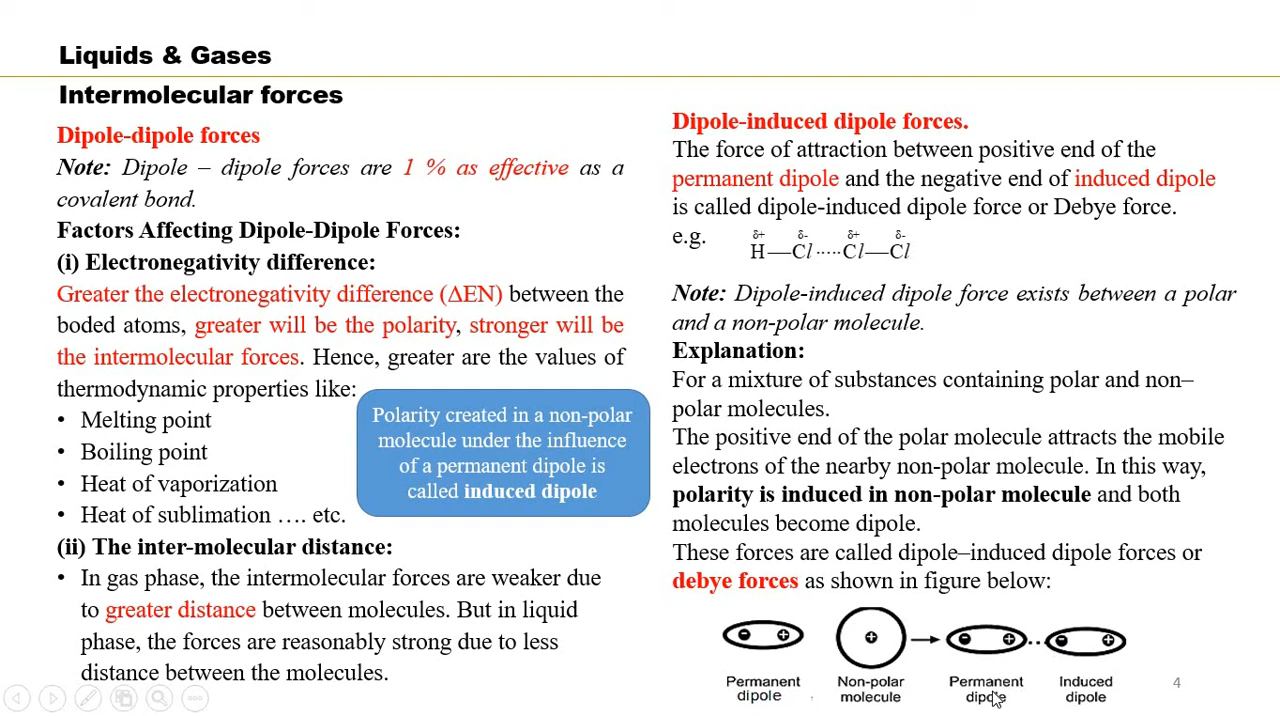 Liquids & Gases
Intermolecular forces
Dipole-dipole forces
Note: Dipole – dipole forces are 1 % as effective as a
covalent bond.
Factors Affecting Dipole-Dipole Forces:
(i) Electronegativity difference:
Greater the electronegativity difference (ΔEN) between the
boded atoms, greater will be the polarity, stronger will be
the intermolecular forces. Hence, greater are the values of
thermodynamic properties like:
• Melting point
• Boiling point
• Heat of vaporization
• Heat of sublimation …. etc.
Polarity created in a non-polar
molecule under the influence
of a permanent dipole is
called induced dipole
(ii) The inter-molecular distance:
• In gas phase, the intermolecular forces are weaker due
to greater distance between molecules. But in liquid
phase, the forces are reasonably strong due to less
distance between the molecules.
Dipole-induced dipole forces.
The force of attraction between positive end of the
permanent dipole and the negative end of induced dipole
is called dipole-induced dipole force or Debye force.
δ+ δ- δ+ δ-
e.g. H—Cl·····Cl—Cl
Note: Dipole-induced dipole force exists between a polar
and a non-polar molecule.
Explanation:
For a mixture of substances containing polar and non–
polar molecules.
The positive end of the polar molecule attracts the mobile
electrons of the nearby non-polar molecule. In this way,
polarity is induced in non-polar molecule and both
molecules become dipole.
These forces are called dipole–induced dipole forces or
debye forces as shown in figure below:
Permanent
dipole
Non-polar
molecule
Permanent
dipole
Induced
dipole
4